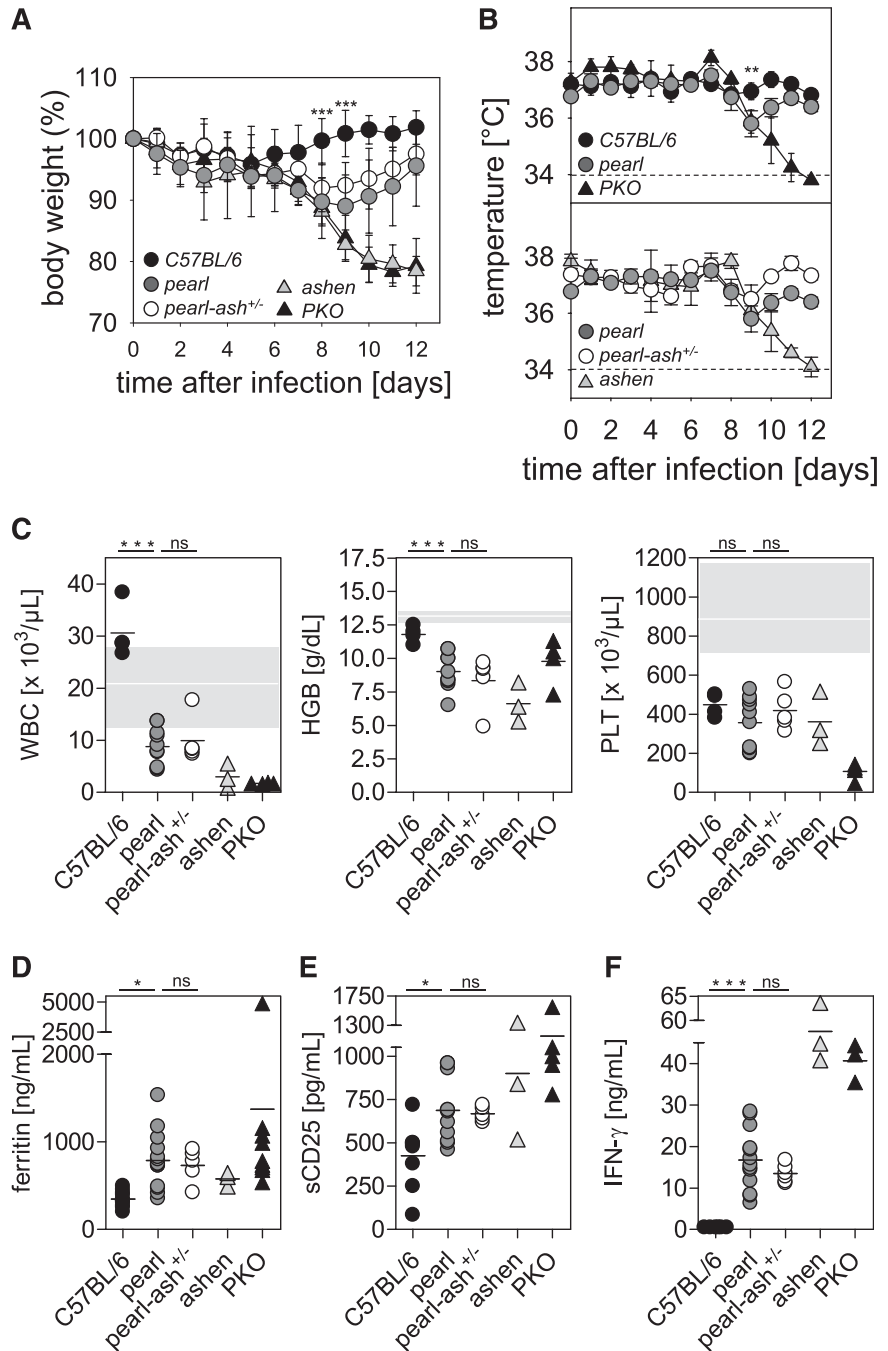 A
body weight (%)
110
100
90
80
70
*** ***
C57BL/6
pearl
pearl-ash+/-
ashen
PKO
0 2 4 6 8 10 12
time after infection [days]
B
temperature [°C]
38
36
34
**
C57BL/6
pearl
PKO
38
36
34
pearl
pearl-ash+/-
ashen
0 2 4 6 8 10 12
time after infection [days]
C
*** ns
WBC [x 10³/µL]
40
30
20
10
0
C57BL/6
pearl
pearl-ash+/-
ashen
PKO
*** ns
HGB [g/dL]
17.5
15.0
12.5
10.0
7.5
5.0
2.5
0.0
C57BL/6
pearl
pearl-ash+/-
ashen
PKO
ns ns
PLT [x 10³/µL]
1200
1000
800
600
400
200
0
C57BL/6
pearl
pearl-ash+/-
ashen
PKO
D
* ns
ferritin [ng/mL]
5000
2500
2000
1000
0
C57BL/6
pearl
pearl-ash+/-
ashen
PKO
E
* ns
sCD25 [pg/mL]
1750
1300
1000
750
500
250
0
C57BL/6
pearl
pearl-ash+/-
ashen
PKO
F
*** ns
IFN-γ [ng/mL]
65
60
50
40
30
20
10
0
C57BL/6
pearl
pearl-ash+/-
ashen
PKO